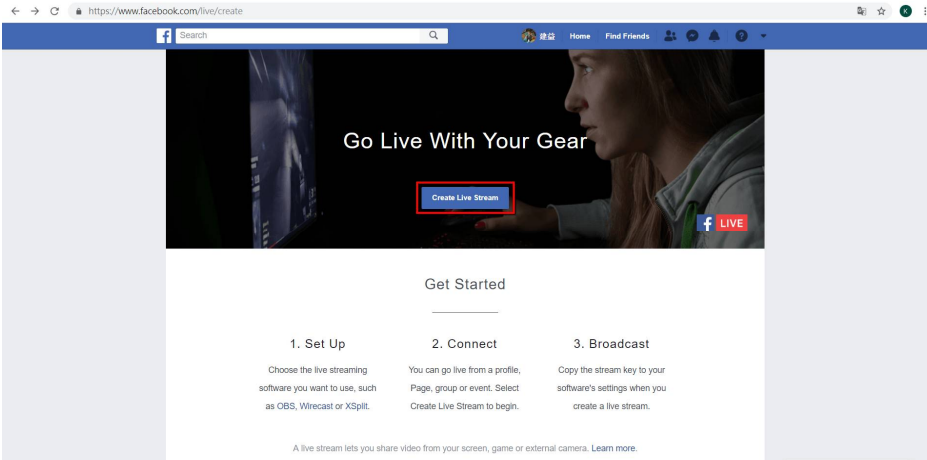 https://www.facebook.com/live/create
K
f Search 建益 Home Find Friends ?
Go Live With Your Gear
Create Live Stream
f LIVE
Get Started
1. Set Up
Choose the live streaming
software you want to use, such
as OBS, Wirecast or XSplit.
2. Connect
You can go live from a profile,
Page, group or event. Select
Create Live Stream to begin.
3. Broadcast
Copy the stream key to your
software's settings when you
create a live stream.
A live stream lets you share video from your screen, game or external camera. Learn more.